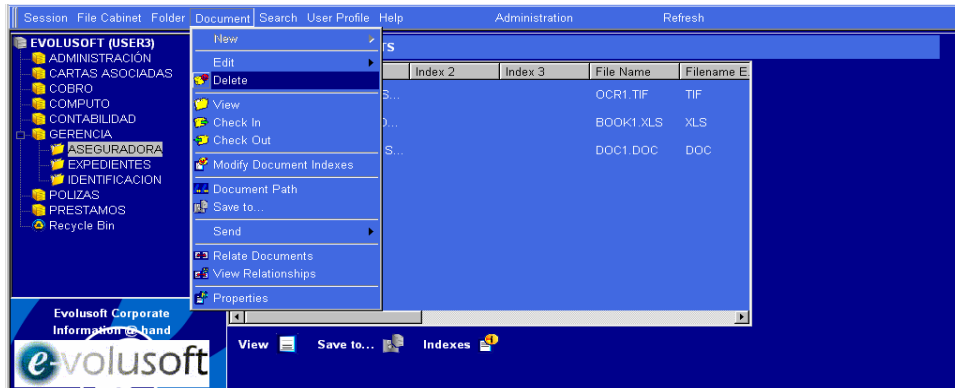 Session File Cabinet Folder Document Search User Profile Help Administration Refresh
EVOLUSOFT (USER3)
ADMINISTRACIÓN
CARTAS ASOCIADAS
COBRO
COMPUTO
CONTABILIDAD
GERENCIA
ASEGURADORA
EXPEDIENTES
IDENTIFICACION
POLIZAS
PRESTAMOS
Recycle Bin
New
Edit
Delete
View
Check In
Check Out
Modify Document Indexes
Document Path
Save to...
Send
Relate Documents
View Relationships
Properties
TS
Index 2 Index 3 File Name Filename E
S... OCR1.TIF TIF
O... BOOK1.XLS XLS
S... DOC1.DOC DOC
View Save to... Indexes
Evolusoft Corporate
Information @ hand
e-volusoft